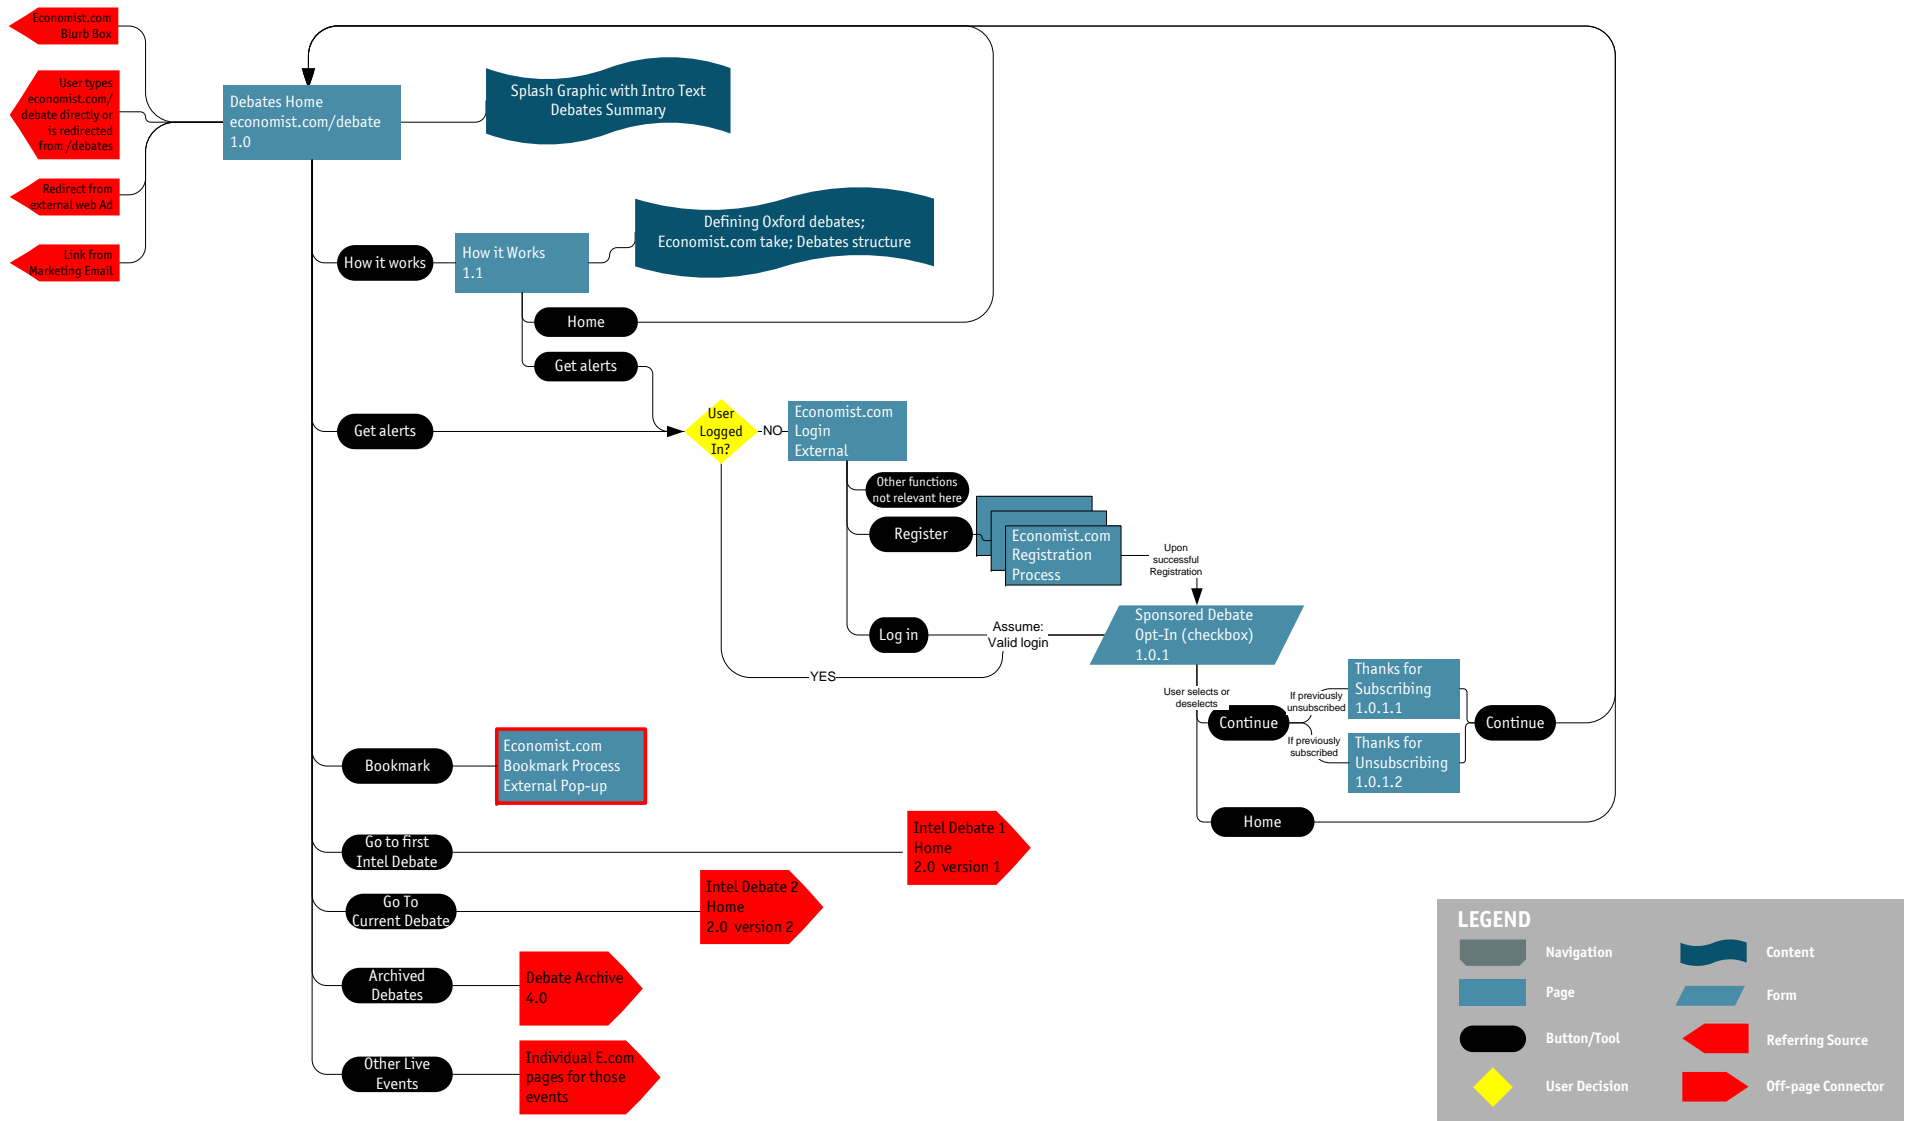 Economist.com
Blurb Box
User types
economist.com/
debate directly or
is redirected
from /debates
Redirect from
external web Ad
Link from
Marketing Email
Debates Home
economist.com/debate
1.0
Splash Graphic with Intro Text
Debates Summary
How it works
How it Works
1.1
Defining Oxford debates;
Economist.com take; Debates structure
Home
Get alerts
Get alerts
User
Logged
In?
NO
Economist.com
Login
External
Other functions
not relevant here
Register
Economist.com
Registration
Process
Upon
successful
Registration
Log in
Assume:
Valid login
YES
Sponsored Debate
Opt-In (checkbox)
1.0.1
User selects or
deselects
Continue
If previously
unsubscribed
If previously
subscribed
Thanks for
Subscribing
1.0.1.1
Thanks for
Unsubscribing
1.0.1.2
Continue
Home
Bookmark
Economist.com
Bookmark Process
External Pop-up
Go to first
Intel Debate
Intel Debate 1
Home
2.0 version 1
Go To
Current Debate
Intel Debate 2
Home
2.0 version 2
Archived
Debates
Debate Archive
4.0
Other Live
Events
Individual E.com
pages for those
events
LEGEND
Navigation
Content
Page
Form
Button/Tool
Referring Source
User Decision
Off-page Connector